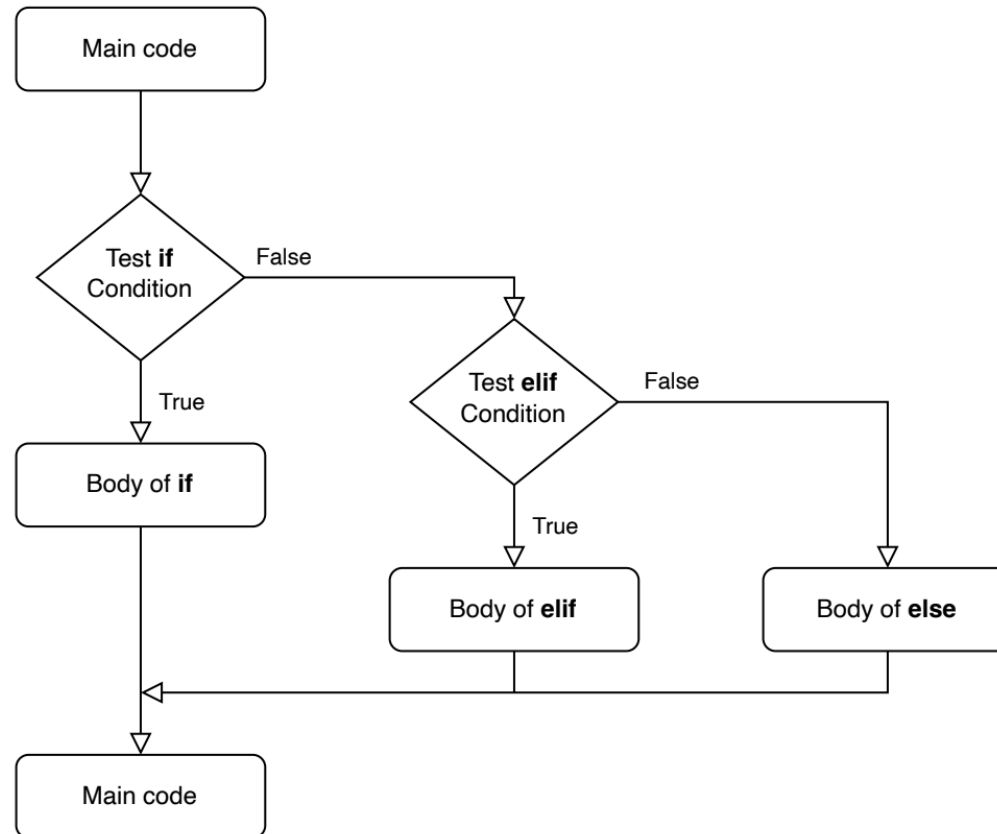 Main code
Test if
Condition
False
True
Body of if
Test elif
Condition
False
True
Body of elif
Body of else
Main code